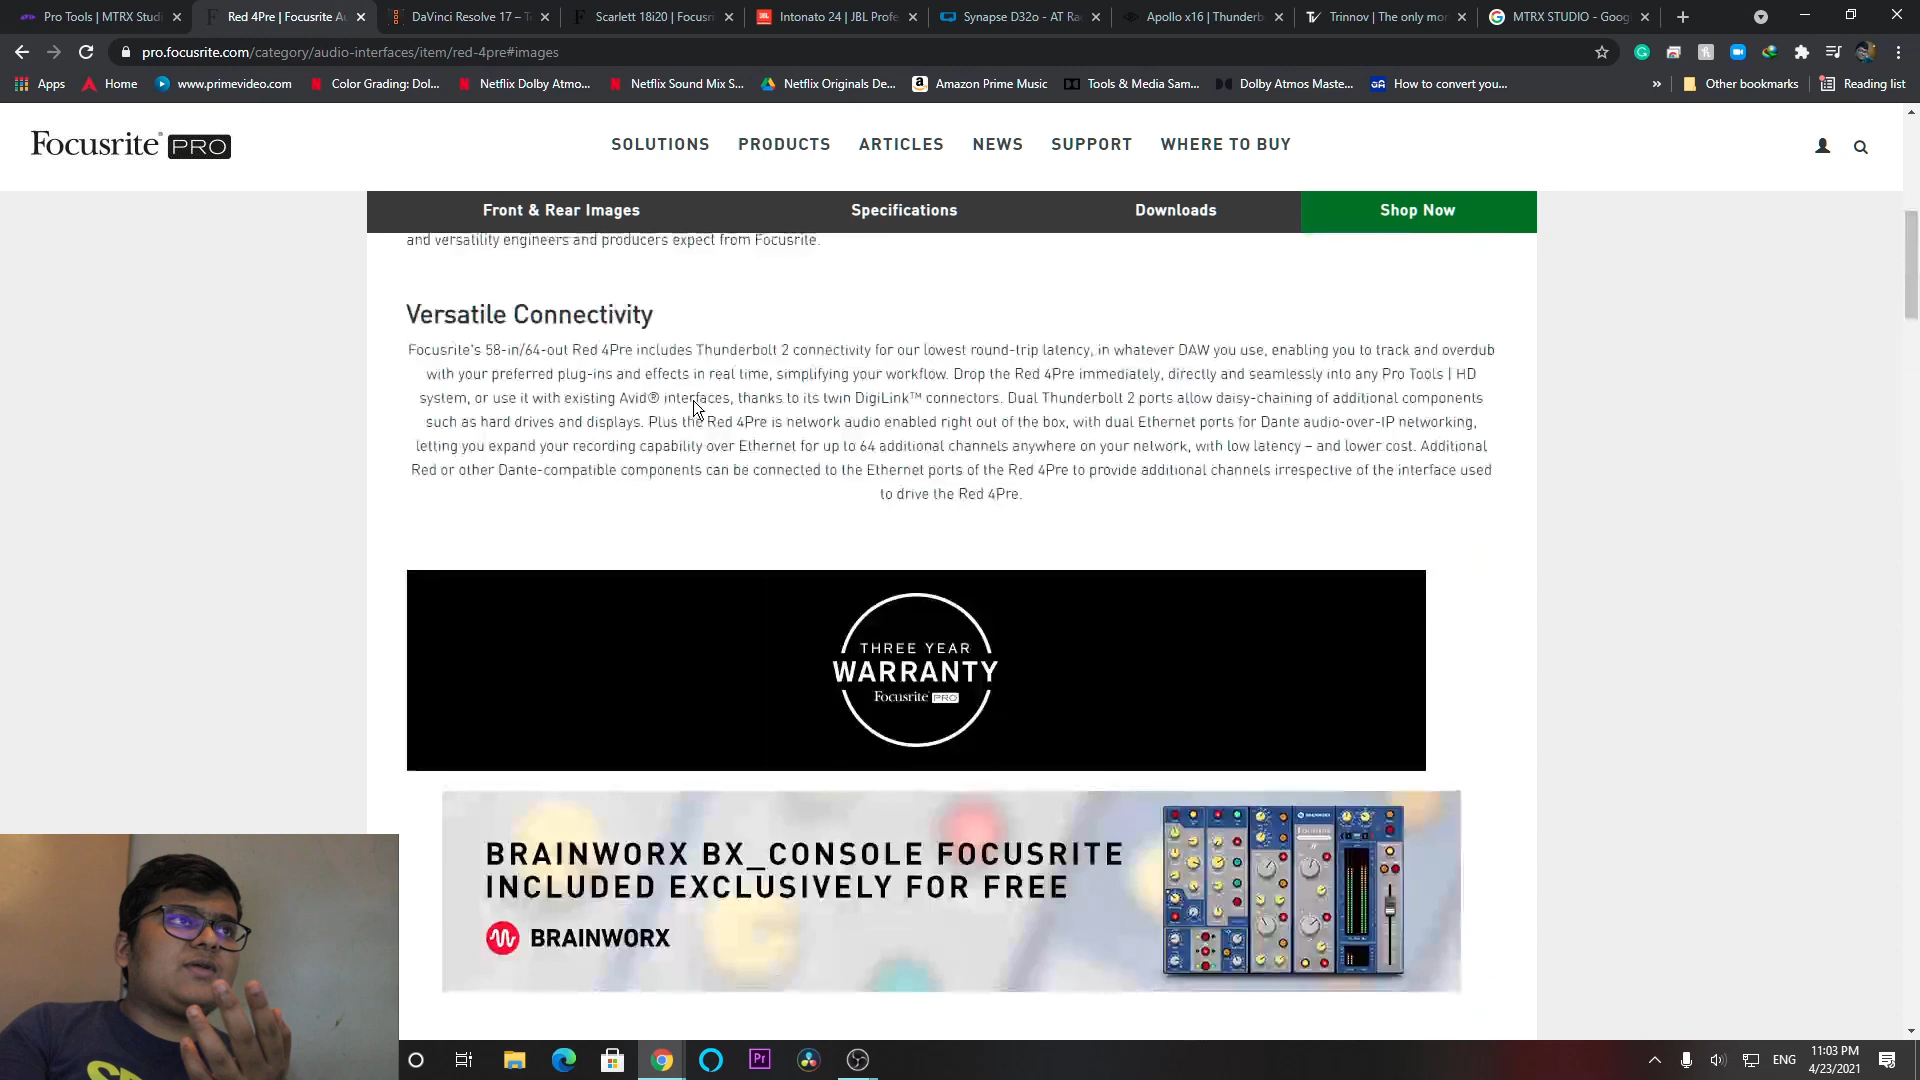 Pro Tools | MTRX Studi
Red 4Pre | Focusrite Au
DaVinci Resolve 17 – Te
Scarlett 18i20 | Focusri
Intonato 24 | JBL Profe
Synapse D32o - AT Ra
Apollo x16 | Thunderb
Trinnov | The only mor
MTRX STUDIO - Goog
pro.focusrite.com/category/audio-interfaces/item/red-4pre#images
Apps
Home
www.primevideo.com
Color Grading: Dol...
Netflix Dolby Atmo...
Netflix Sound Mix S...
Netflix Originals De...
Amazon Prime Music
Tools & Media Sam...
Dolby Atmos Maste...
How to convert you...
»
Other bookmarks
Reading list
Focusrite PRO
SOLUTIONS
PRODUCTS
ARTICLES
NEWS
SUPPORT
WHERE TO BUY
Front & Rear Images
Specifications
Downloads
Shop Now
and versatility engineers and producers expect from Focusrite.
Versatile Connectivity
Focusrite's 58-in/64-out Red 4Pre includes Thunderbolt 2 connectivity for our lowest round-trip latency, in whatever DAW you use, enabling you to track and overdub
with your preferred plug-ins and effects in real time, simplifying your workflow. Drop the Red 4Pre immediately, directly and seamlessly into any Pro Tools | HD
system, or use it with existing Avid® interfaces, thanks to its twin DigiLink™ connectors. Dual Thunderbolt 2 ports allow daisy-chaining of additional components
such as hard drives and displays. Plus the Red 4Pre is network audio enabled right out of the box, with dual Ethernet ports for Dante audio-over-IP networking,
letting you expand your recording capability over Ethernet for up to 64 additional channels anywhere on your network, with low latency – and lower cost. Additional
Red or other Dante-compatible components can be connected to the Ethernet ports of the Red 4Pre to provide additional channels irrespective of the interface used
to drive the Red 4Pre.
THREE YEAR
WARRANTY
Focusrite PRO
BRAINWORX BX_CONSOLE FOCUSRITE
INCLUDED EXCLUSIVELY FOR FREE
BRAINWORX
Pr
ENG
11:03 PM
4/23/2021